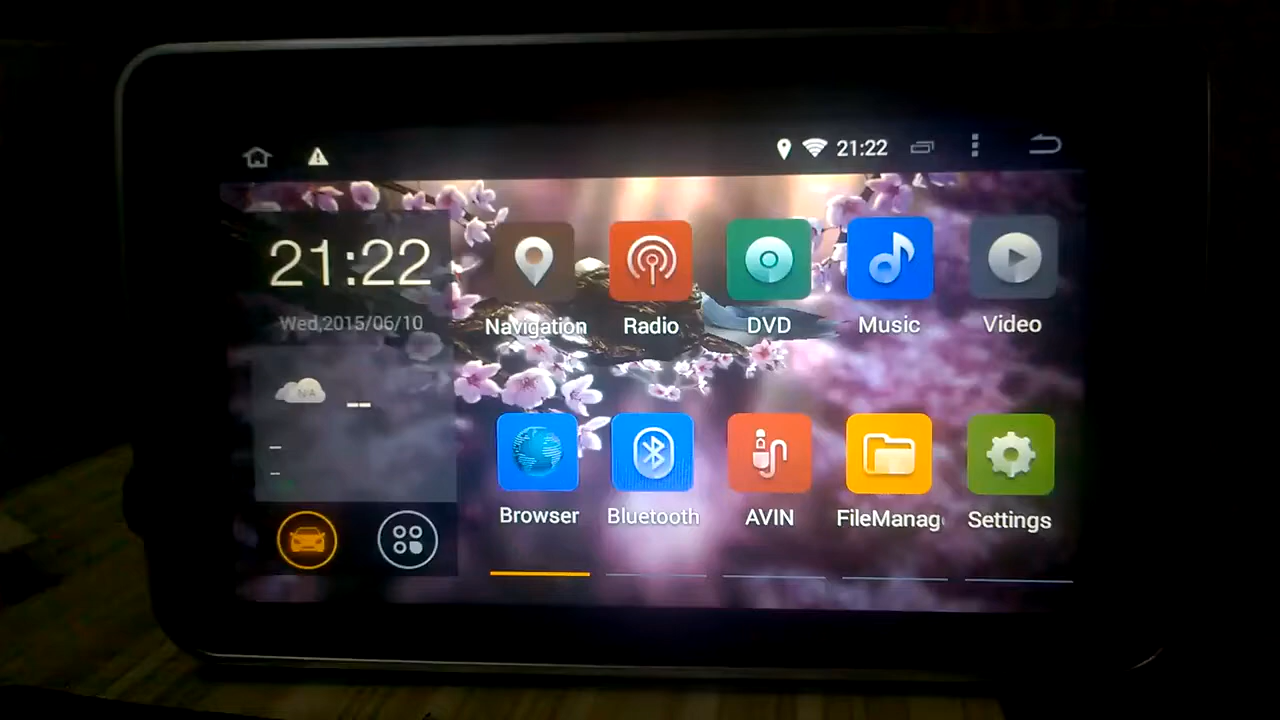 21:22
21:22
Wed,2015/06/10
N/A
--
-
-
Navigation
Radio
DVD
Music
Video
Browser
Bluetooth
AVIN
FileManag
Settings